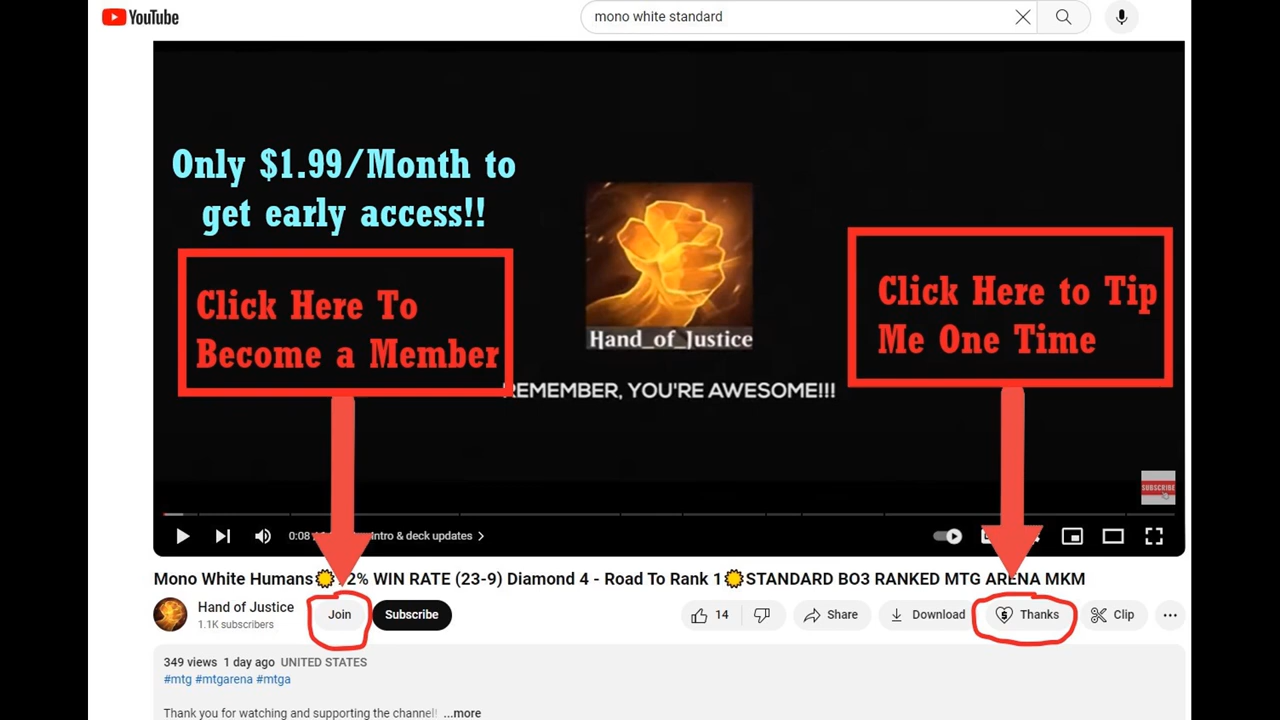 YouTube
mono white standard
Only $1.99/Month to
get early access!!
Click Here To
Become a Member
Click Here to Tip
Me One Time
Hand_of_Justice
REMEMBER, YOU'RE AWESOME!!!
SUBSCRIBE
0:08
Intro & deck updates
Mono White Humans 2% WIN RATE (23-9) Diamond 4 - Road To Rank 1 STANDARD BO3 RANKED MTG ARENA MKM
Hand of Justice
1.1K subscribers
Join
Subscribe
14
Share
Download
Thanks
Clip
349 views 1 day ago UNITED STATES
#mtg #mtgarena #mtga
Thank you for watching and supporting the channel! ...more